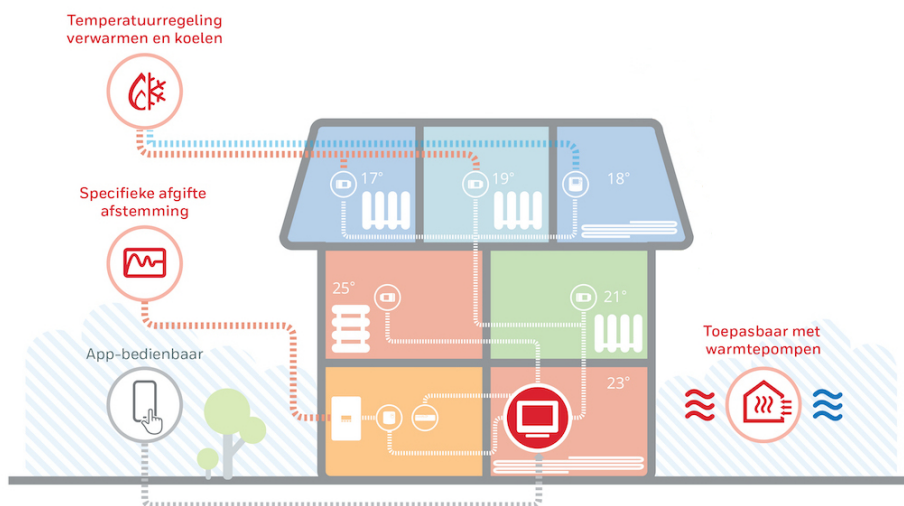 Temperatuurregeling
verwarmen en koelen
17°
19°
18°
Specifieke afgifte
afstemming
25°
21°
App-bedienbaar
Toepasbaar met
warmtepompen
23°